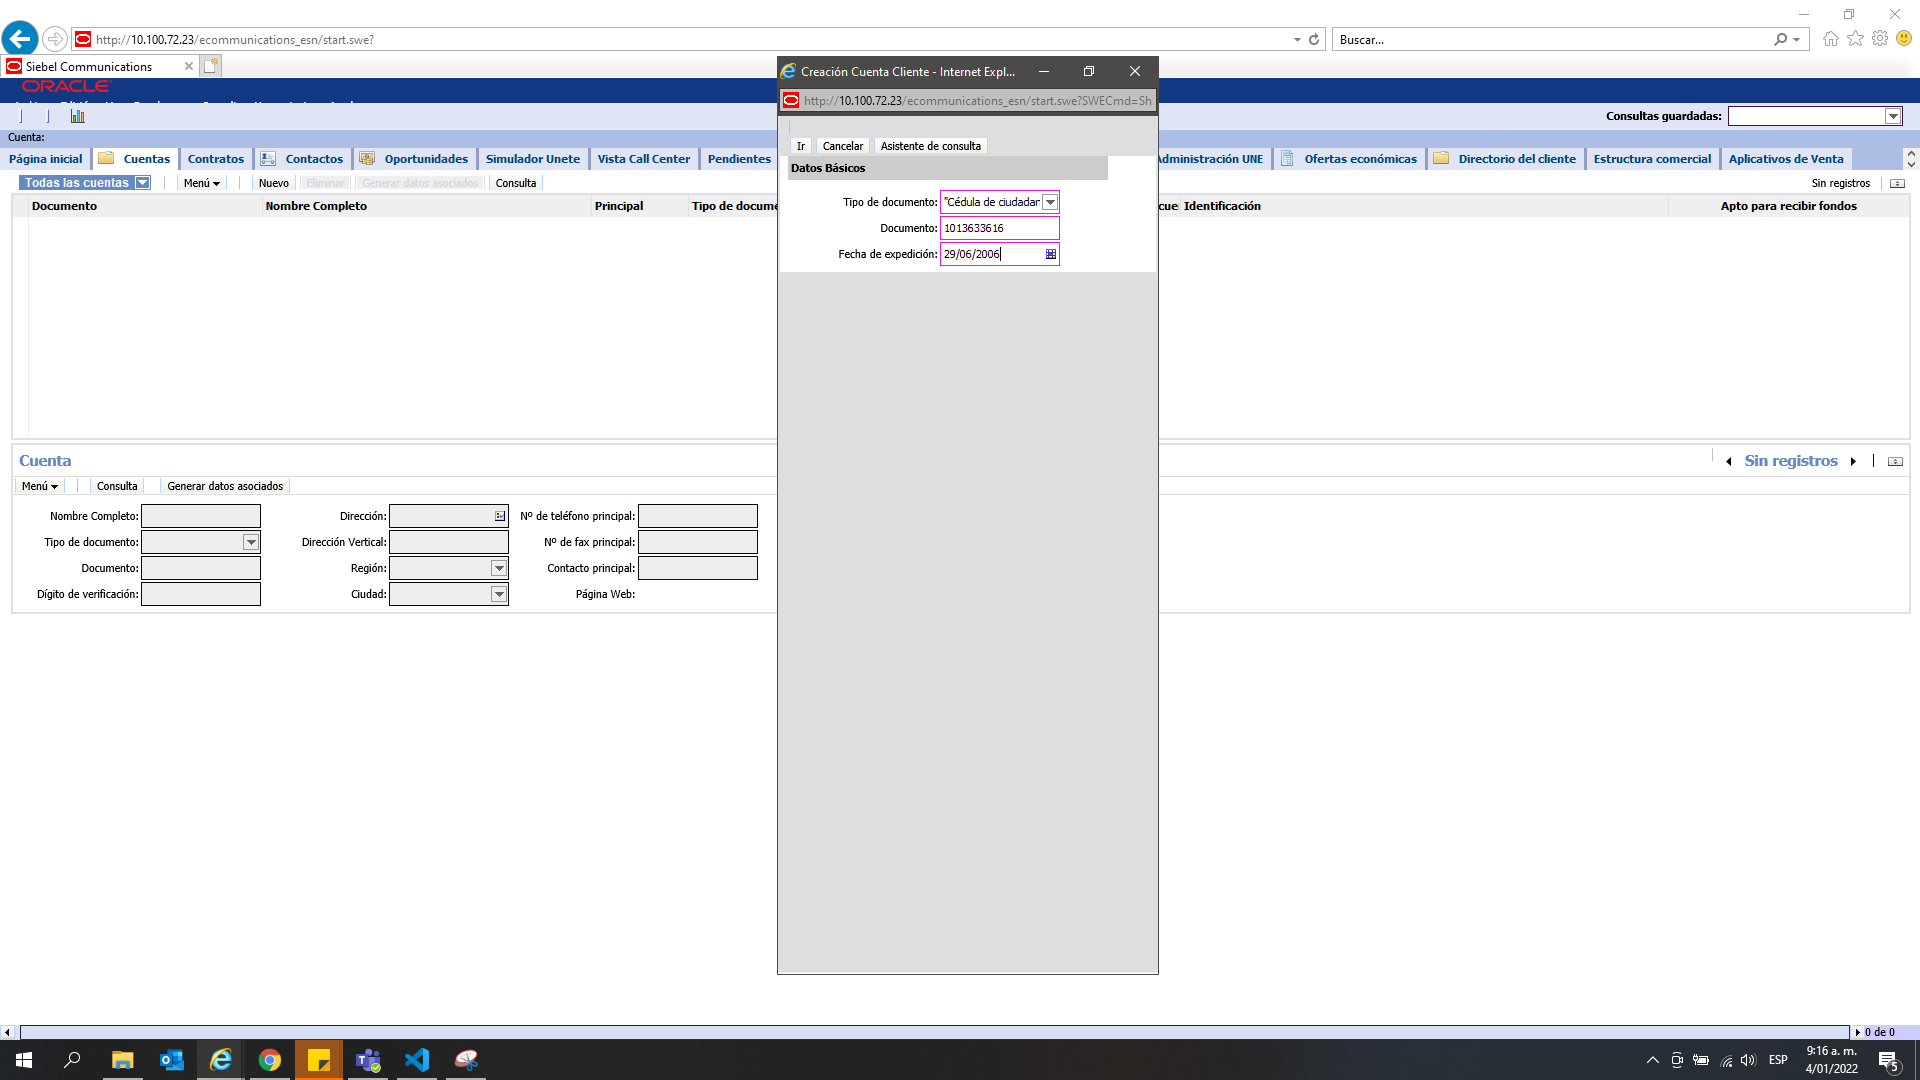 http://10.100.72.23/ecommunications_esn/start.swe?
Buscar...
Siebel Communications
ORACLE
Creación Cuenta Cliente - Internet Expl...
http://10.100.72.23/ecommunications_esn/start.swe?SWECmd=Sh
Consultas guardadas:
Cuenta:
Página inicial Cuentas Contratos Contactos Oportunidades Simulador Unete Vista Call Center Pendientes
dministración UNE Ofertas económicas Directorio del cliente Estructura comercial Aplicativos de Venta
Ir Cancelar Asistente de consulta
Datos Básicos
Tipo de documento: "Cédula de ciudadan
Documento: 1013633616
Fecha de expedición: 29/06/2006
Todas las cuentas Menú Nuevo Eliminar Generar datos asociados Consulta
Sin registros
Documento Nombre Completo Principal Tipo de docume
cue Identificación Apto para recibir fondos
Cuenta
Sin registros
Menú Consulta Generar datos asociados
Nombre Completo: Dirección: Nº de teléfono principal:
Tipo de documento: Dirección Vertical: Nº de fax principal:
Documento: Región: Contacto principal:
Dígito de verificación: Ciudad: Página Web:
0 de 0
ESP
9:16 a. m.
4/01/2022
5